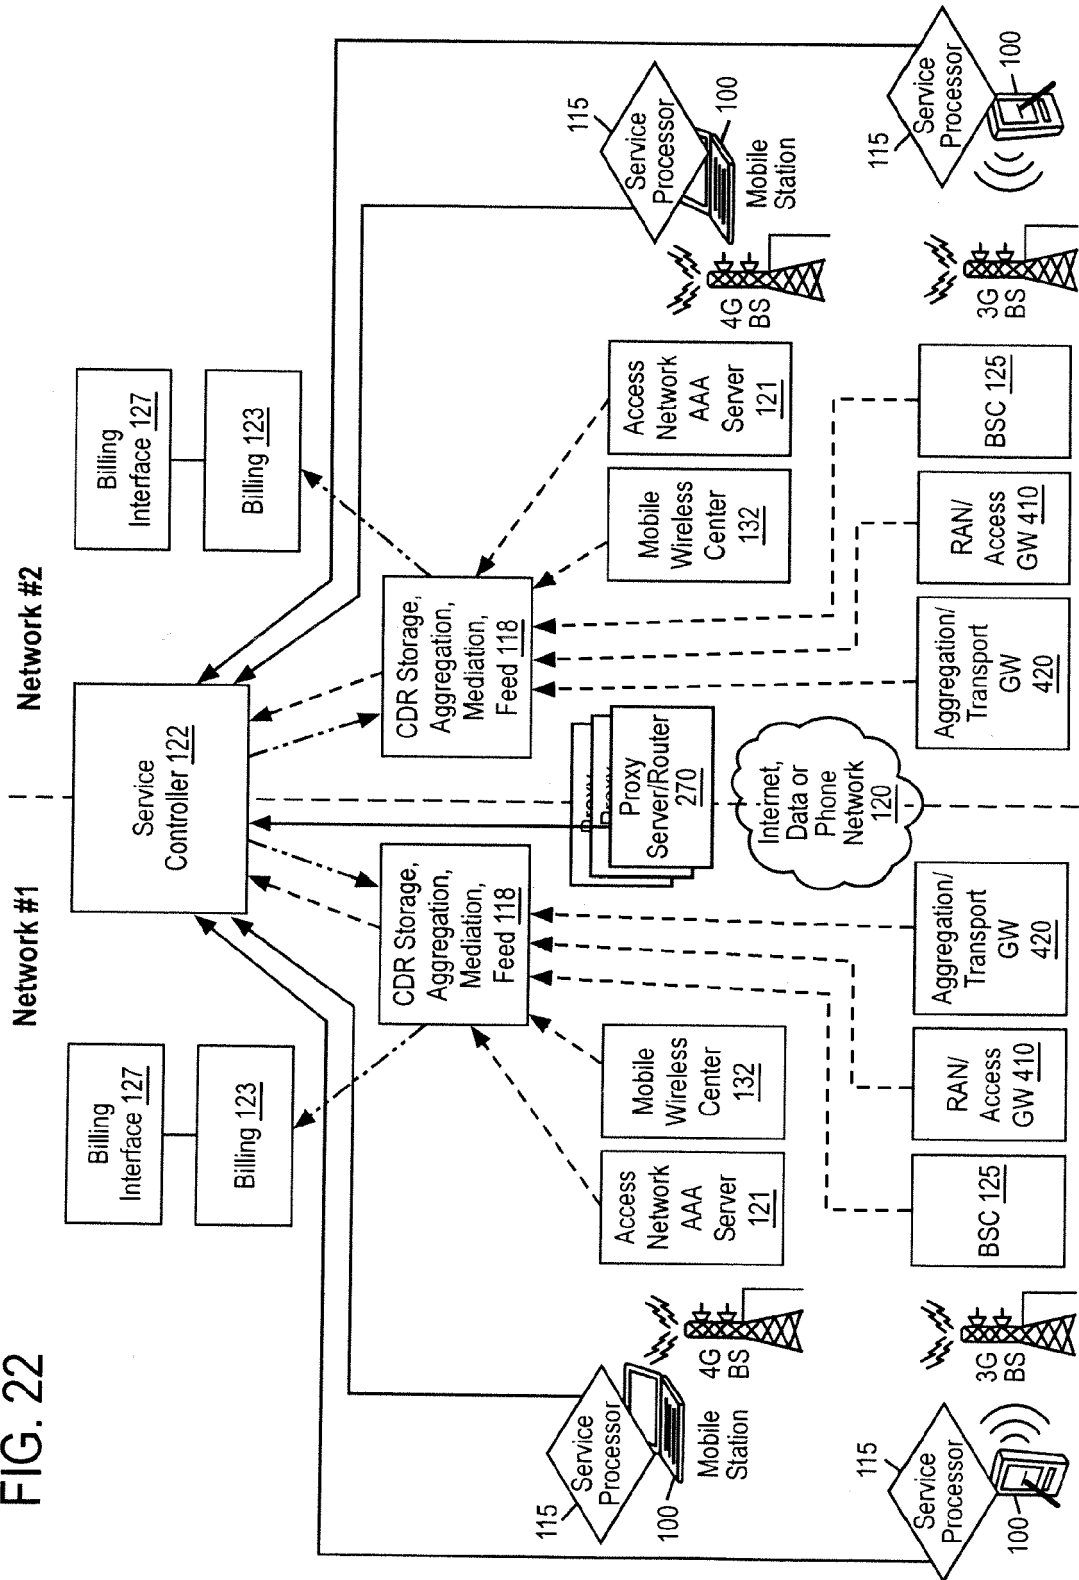 FIG. 22
Network #1
Network #2
Billing
Interface 127
Billing 123
Service
Controller 122
Billing
Interface 127
Billing 123
115
Service
Processor
100
Mobile
Station
4G
BS
Access
Network
AAA
Server
121
Mobile
Wireless
Center
132
CDR Storage,
Aggregation,
Mediation,
Feed 118
Proxy
Proxy
Proxy
Server/Router
270
CDR Storage,
Aggregation,
Mediation,
Feed 118
Mobile
Wireless
Center
132
Access
Network
AAA
Server
121
4G
BS
115
Service
Processor
100
Mobile
Station
Internet,
Data or
Phone
Network
120
115
Service
Processor
100
3G
BS
BSC 125
RAN/
Access
GW 410
Aggregation/
Transport
GW
420
Aggregation/
Transport
GW
420
RAN/
Access
GW 410
BSC 125
3G
BS
115
Service
Processor
100